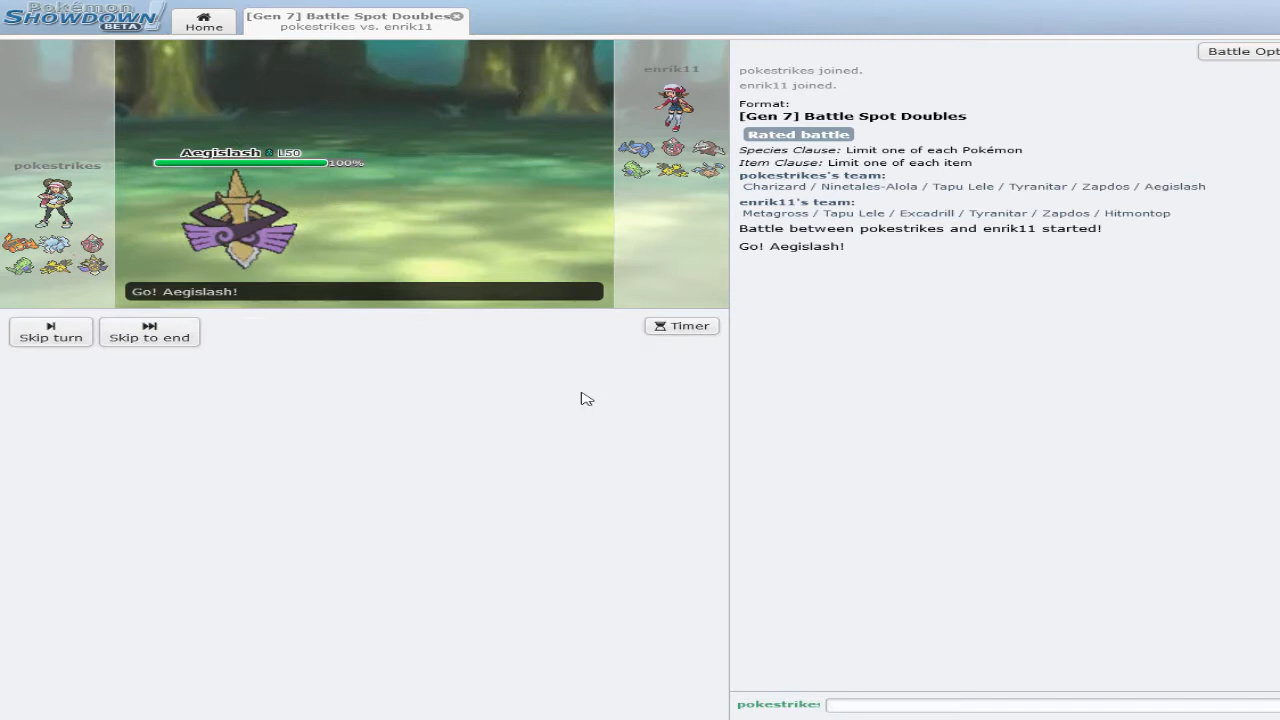 Pokémon
SHOWDOWN
BETA
Home
[Gen 7] Battle Spot Doubles
pokestrikes vs. enrik11
enrik11
pokestrikes
Aegislash L50
100%
Go! Aegislash!
Skip turn
Skip to end
Timer
Battle Opt
pokestrikes joined.
enrik11 joined.
Format:
[Gen 7] Battle Spot Doubles
Rated battle
Species Clause: Limit one of each Pokémon
Item Clause: Limit one of each item
pokestrikes's team:
Charizard / Ninetales-Alola / Tapu Lele / Tyranitar / Zapdos / Aegislash
enrik11's team:
Metagross / Tapu Lele / Excadrill / Tyranitar / Zapdos / Hitmontop
Battle between pokestrikes and enrik11 started!
Go! Aegislash!
pokestrikes: